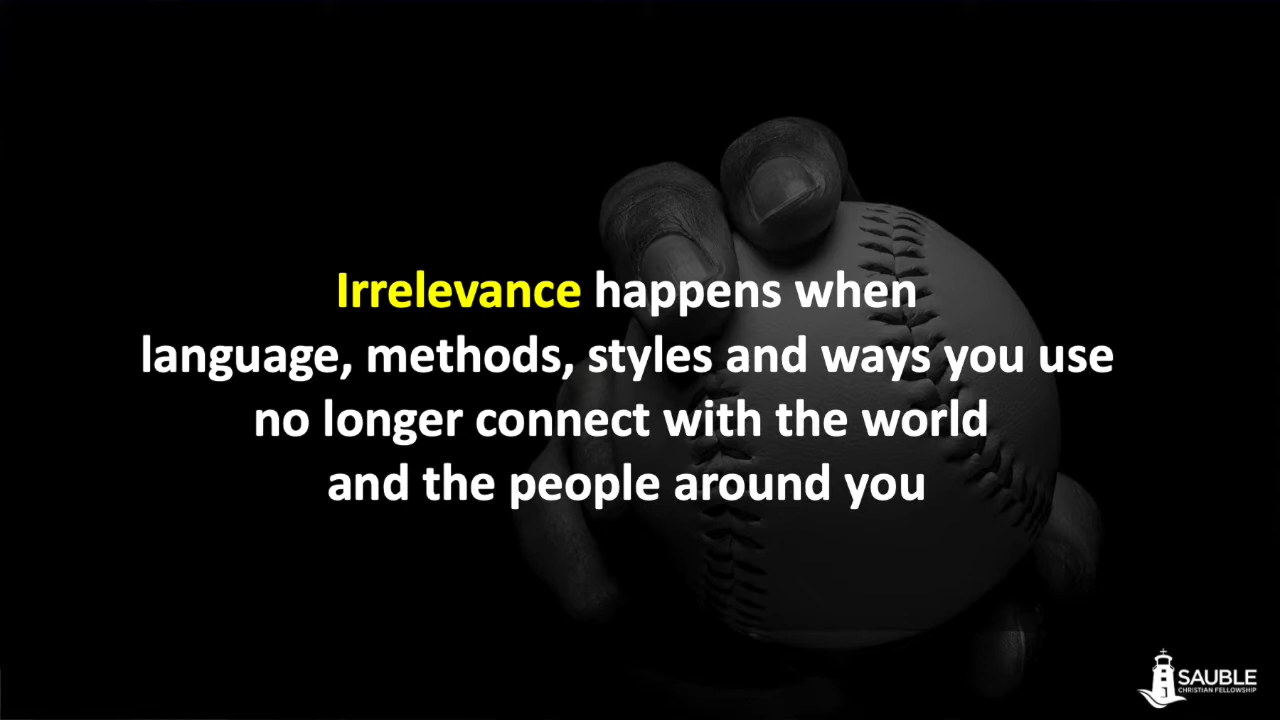 Irrelevance happens when
language, methods, styles and ways you use
no longer connect with the world
and the people around you
SAUBLE
CHRISTIAN FELLOWSHIP